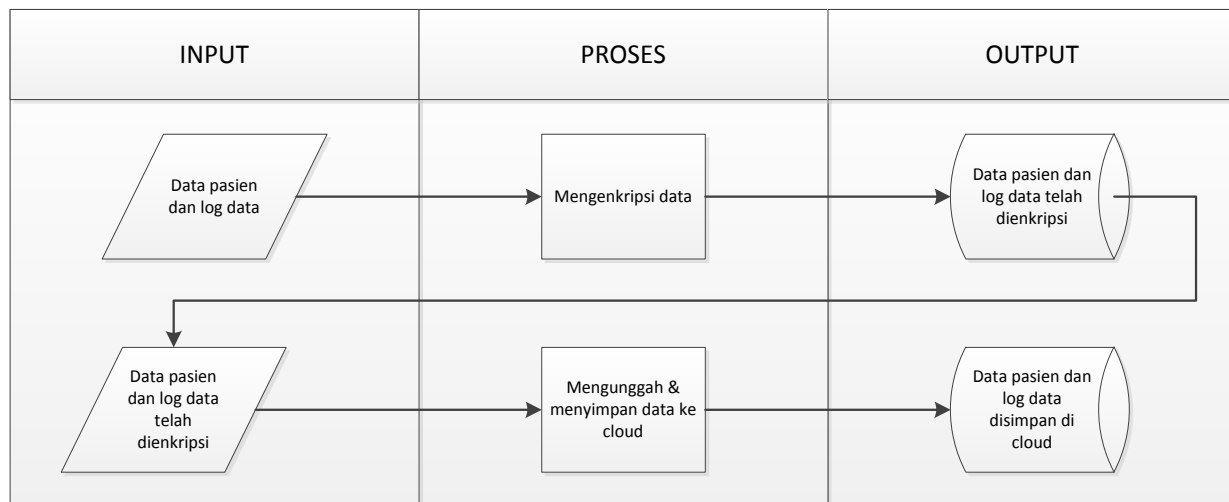 INPUT
PROSES
OUTPUT
Data pasien
dan log data
Mengenkripsi data
Data pasien dan
log data telah
dienkripsi
Data pasien
dan log data
telah
dienkripsi
Mengunggah &
menyimpan data ke
cloud
Data pasien dan
log data
disimpan di
cloud